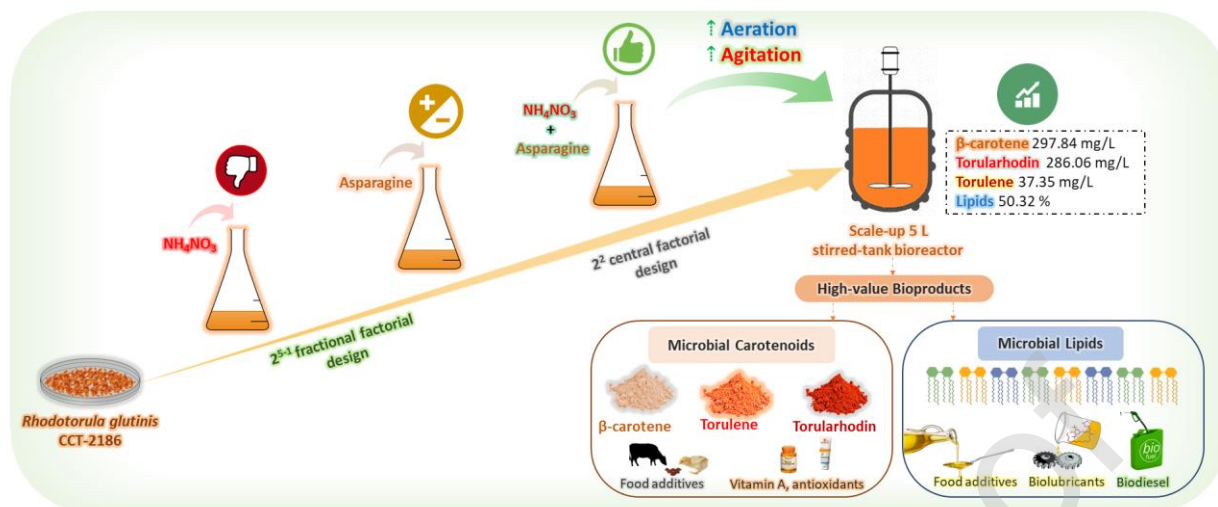 ↑ Aeration
↑ Agitation
NH₄NO₃
+
Asparagine
Asparagine
NH₄NO₃
β-carotene 297.84 mg/L
Torularhodin 286.06 mg/L
Torulene 37.35 mg/L
Lipids 50.32 %
Scale-up 5 L
stirred-tank bioreactor
2² central factorial
design
2⁵⁻¹ fractional factorial
design
Rhodotorula glutinis
CCT-2186
High-value Bioproducts
Microbial Carotenoids
β-carotene
Torulene
Torularhodin
Food additives
Vitamin A, antioxidants
Microbial Lipids
bio
fuel
Food additives
Biolubricants
Biodiesel